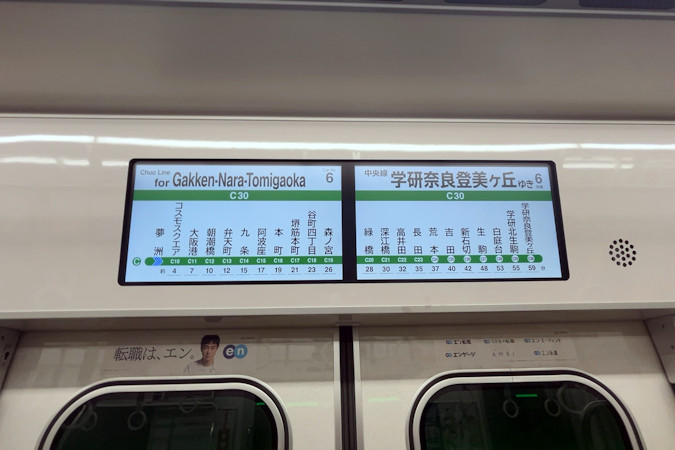 Chuo Line
for Gakken-Nara-Tomigaoka
6
C30
夢洲 コスモスクエア 大阪港 朝潮橋 弁天町 九条 阿波座 本町 堺筋本町 谷町四丁目 森ノ宮
C C10 C11 C12 C13 C14 C15 C16 C17 C18 C19
約 4 7 10 12 15 17 19 21 23 26
中央線 学研奈良登美ヶ丘 ゆき 6
C30
緑橋 深江橋 高井田 長田 荒本 吉田 新石切 生駒 白庭台 学研北生駒 学研奈良登美ヶ丘
C20 C21 C22 C23
28 30 32 35 40 42 48 53 55 59 分
転職は、エン。 en